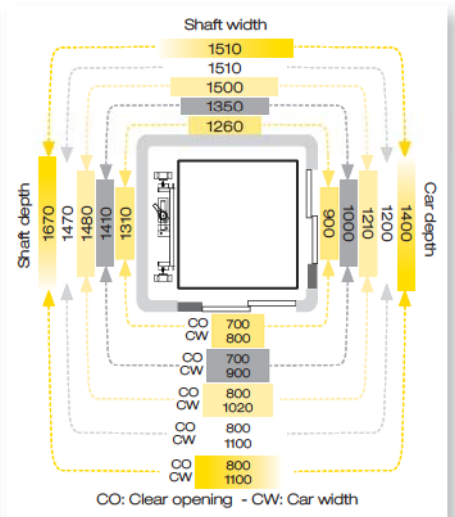 Shaft width
1510
1510
1500
1350
1260
Shaft depth
1670
1470
1480
1410
1310
900
1000
1210
1200
1400
Car depth
CO 700
CW 800
CO 700
CW 900
CO 800
CW 1020
CO 800
CW 1100
CO 800
CW 1100
CO: Clear opening - CW: Car width